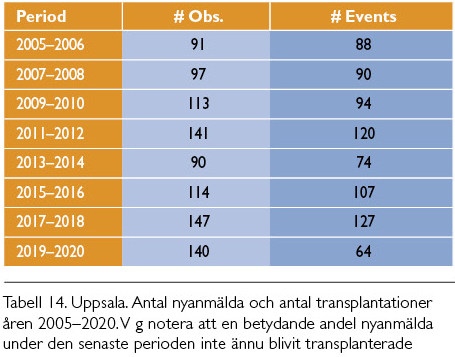 Period # Obs. # Events
2005–2006 91 88
2007–2008 97 90
2009–2010 113 94
2011–2012 141 120
2013–2014 90 74
2015–2016 114 107
2017–2018 147 127
2019–2020 140 64
Tabell 14. Uppsala. Antal nyanmälda och antal transplantationer
åren 2005–2020. V g notera att en betydande andel nyanmälda
under den senaste perioden inte ännu blivit transplanterade